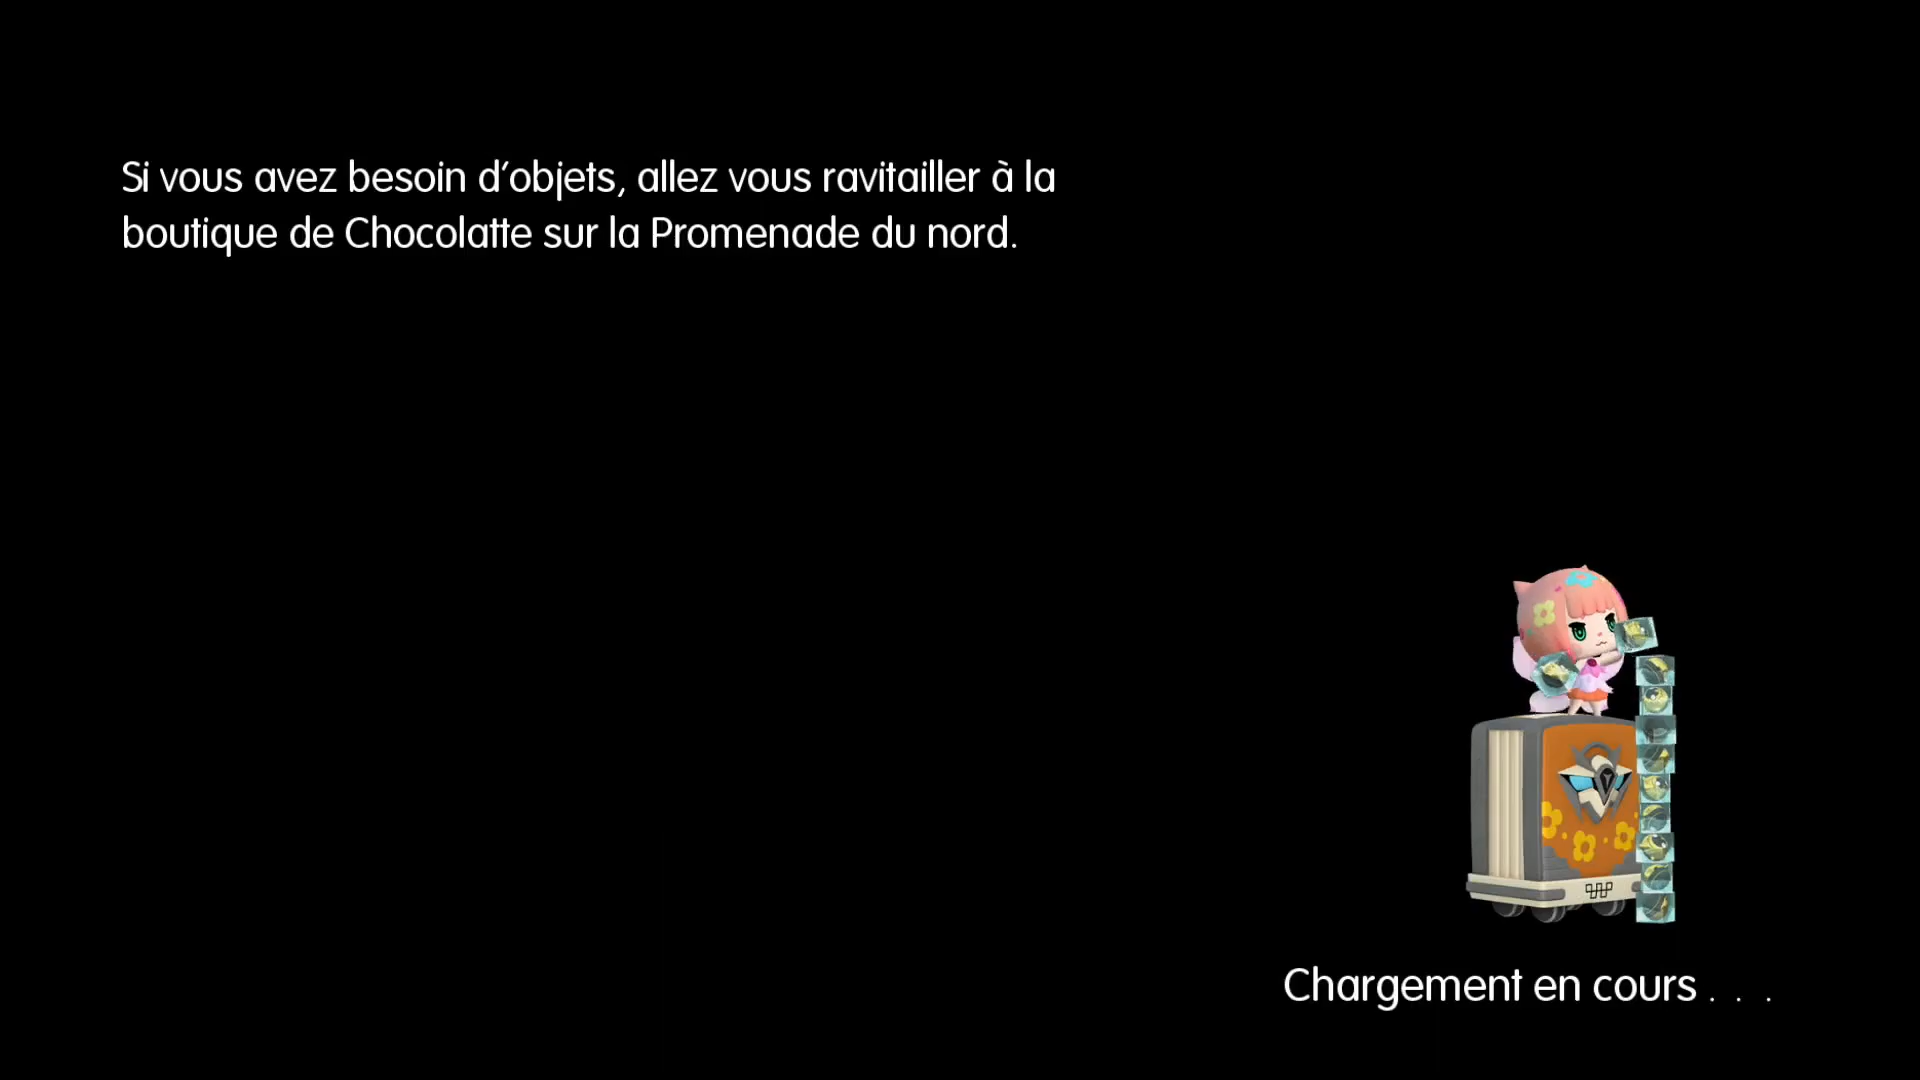 Si vous avez besoin d'objets, allez vous ravitailler à la
boutique de Chocolatte sur la Promenade du nord.
Chargement en cours . . .